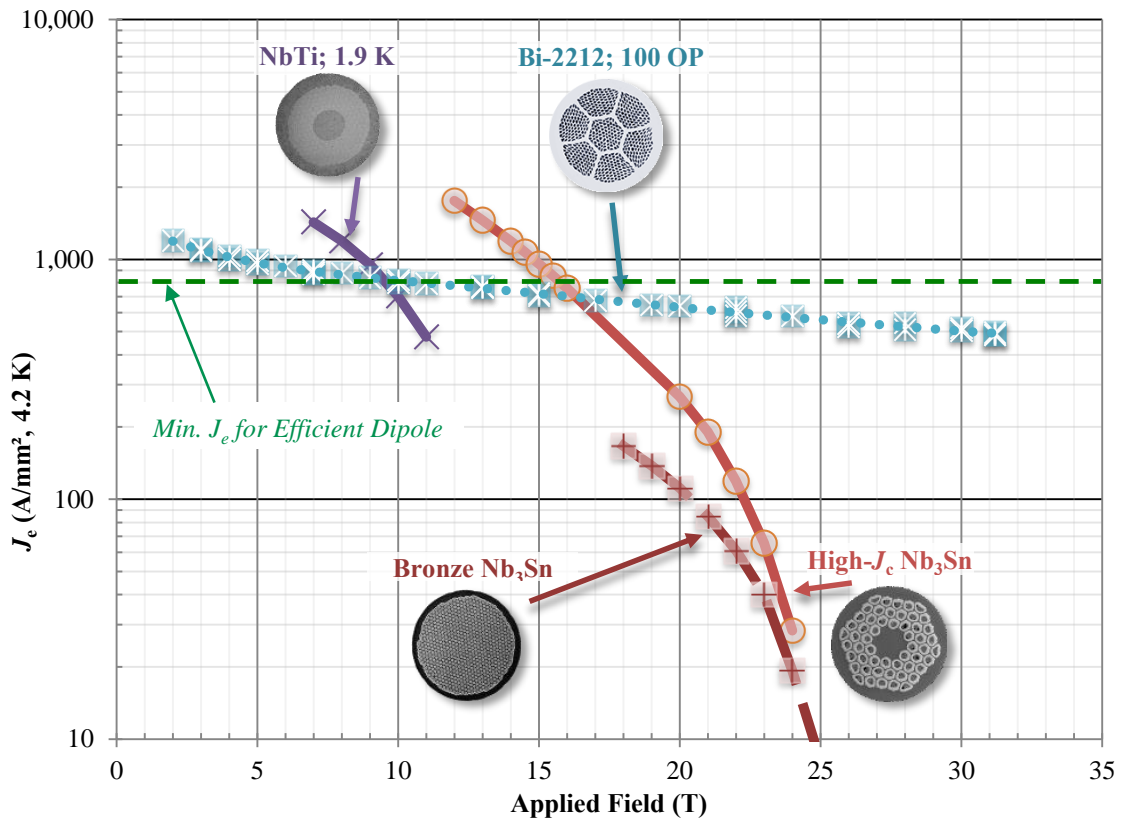 10,000
1,000
100
10
0
5
10
15
20
25
30
35
Applied Field (T)
Jₑ (A/mm², 4.2 K)
NbTi; 1.9 K
Bi-2212; 100 OP
Min. Jₑ for Efficient Dipole
Bronze Nb₃Sn
High-J꜀ Nb₃Sn